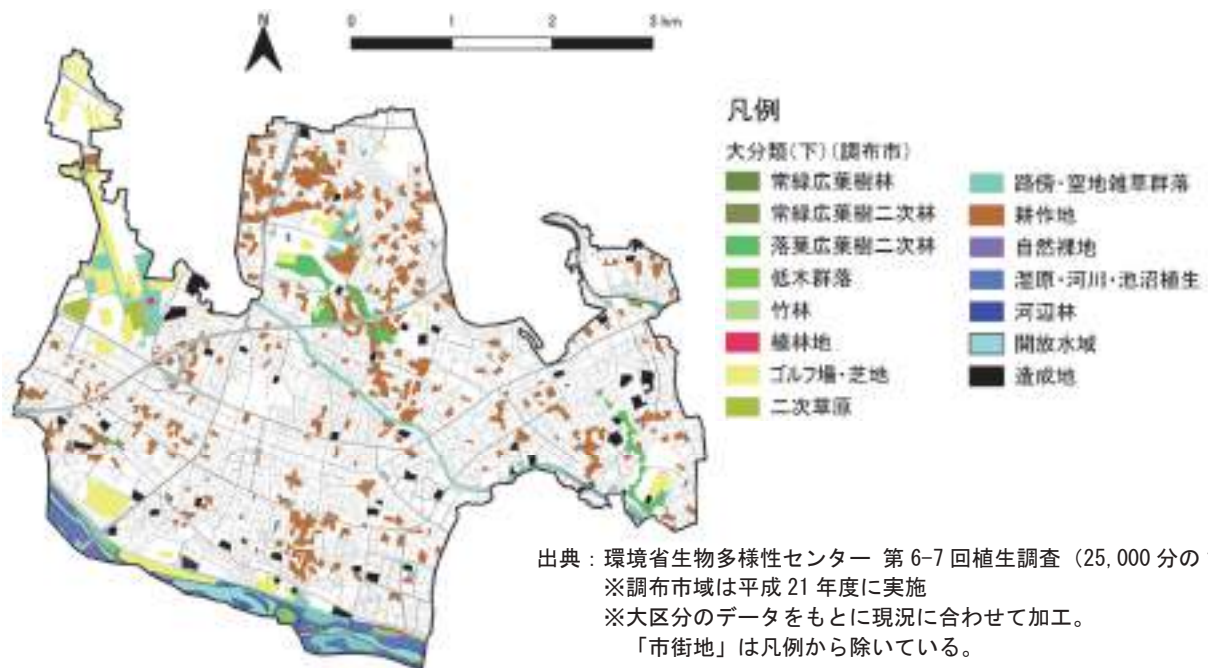 N
0 1 2 3 km
凡例
大分類(下)(調布市)
常緑広葉樹林
常緑広葉樹二次林
落葉広葉樹二次林
低木群落
竹林
植林地
ゴルフ場・芝地
二次草原
路傍・空地雑草群落
耕作地
自然裸地
湿原・河川・池沼植生
河辺林
開放水域
造成地
出典：環境省生物多様性センター 第 6-7 回植生調査（25,000 分の
※調布市域は平成 21 年度に実施
※大区分のデータをもとに現況に合わせて加工。
「市街地」は凡例から除いている。